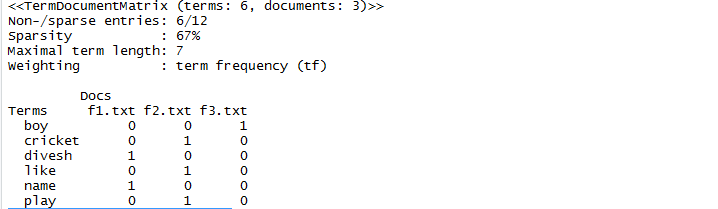 <<TermDocumentMatrix (terms: 6, documents: 3)>>
Non-/sparse entries: 6/12
Sparsity           : 67%
Maximal term length: 7
Weighting          : term frequency (tf)
Docs
Terms     f1.txt f2.txt f3.txt
boy          0      0      1
cricket      0      1      0
divesh       1      0      0
like         0      1      0
name         1      0      0
play         0      1      0